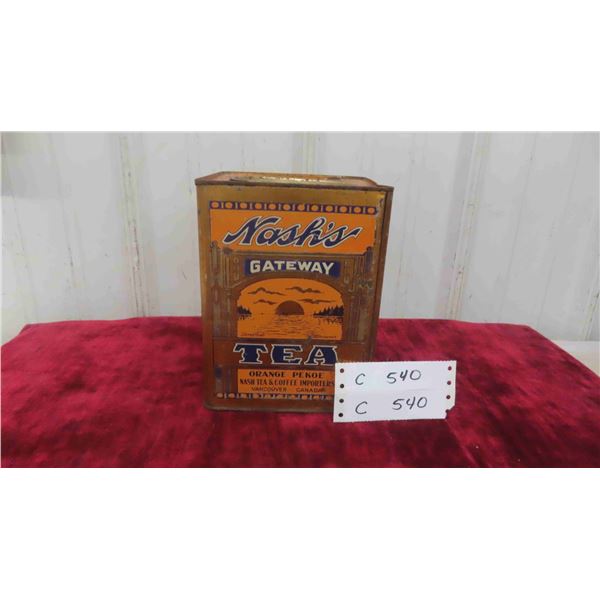 Nash's
GATEWAY
TEA
ORANGE PEKOE
NASH TEA & COFFEE IMPORTERS
VANCOUVER CANADA
C 540
C 540